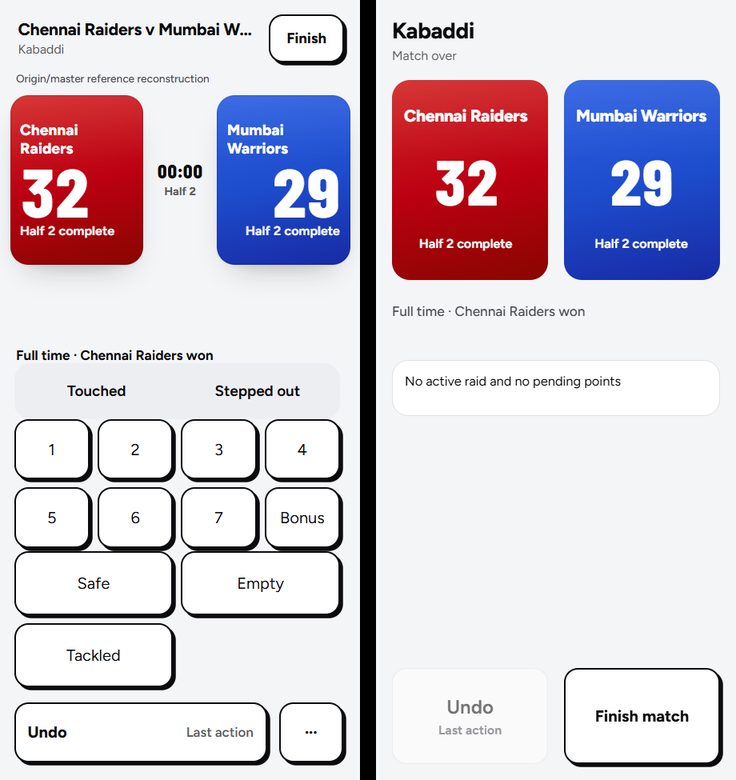 Chennai Raiders v Mumbai W...
Kabaddi
Finish
Origin/master reference reconstruction
Chennai
Raiders
32
Half 2 complete
00:00
Half 2
Mumbai
Warriors
29
Half 2 complete
Full time · Chennai Raiders won
Touched
Stepped out
1
2
3
4
5
6
7
Bonus
Safe
Empty
Tackled
Undo
Last action
...
Kabaddi
Match over
Chennai Raiders
32
Half 2 complete
Mumbai Warriors
29
Half 2 complete
Full time · Chennai Raiders won
No active raid and no pending points
Undo
Last action
Finish match